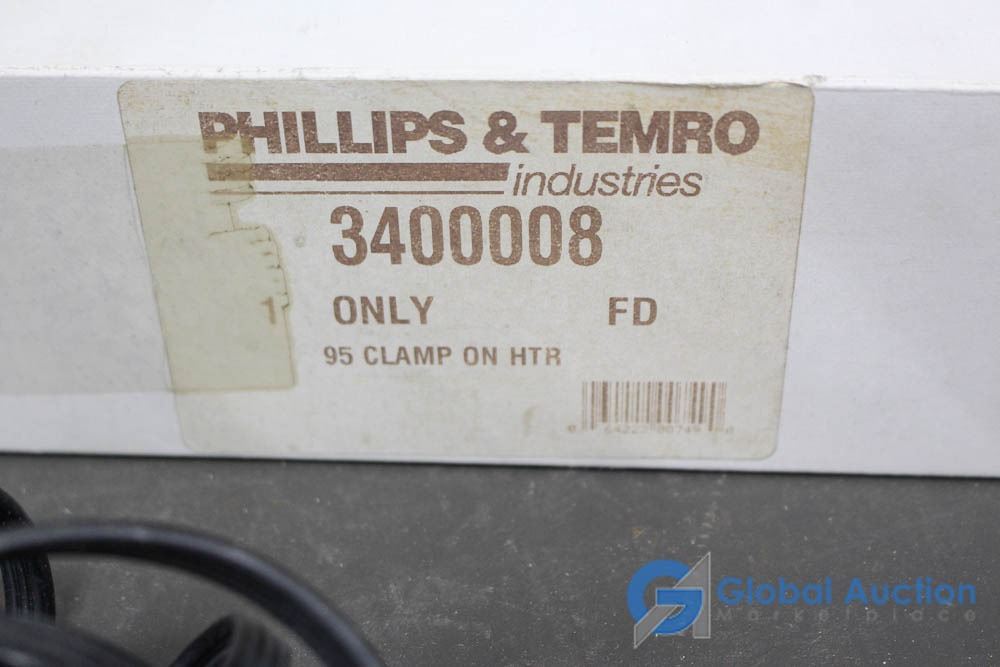 PHILLIPS & TEMRO
industries
3400008
1 ONLY FD
95 CLAMP ON HTR
Global Auction
Marketplace